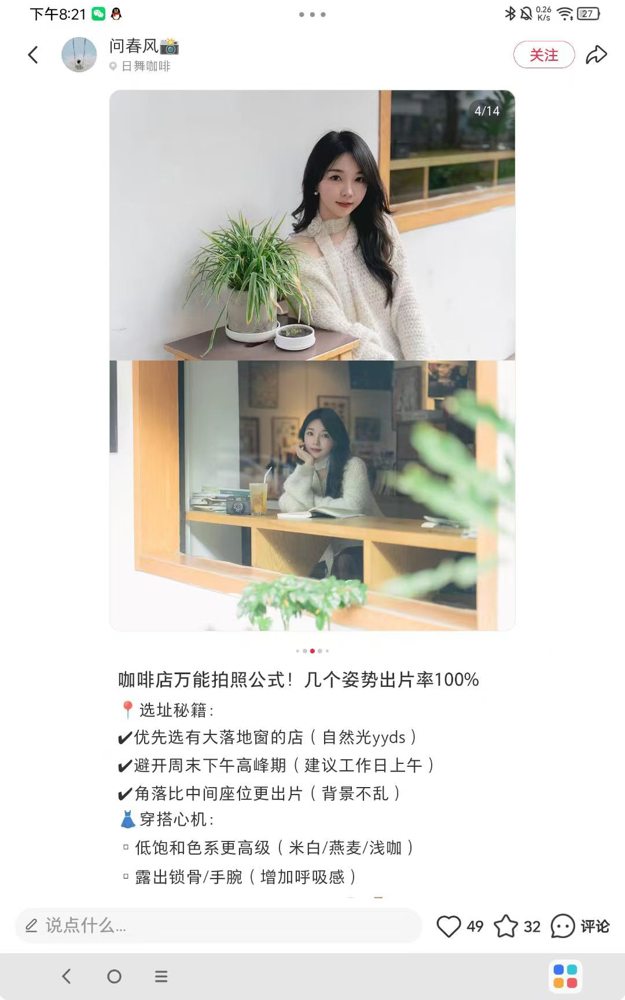 下午8:21
0.26
K/s
27
问春风
日舞咖啡
关注
4/14
咖啡店万能拍照公式！几个姿势出片率100%
选址秘籍：
✔优先选有大落地窗的店（自然光yyds）
✔避开周末下午高峰期（建议工作日上午）
✔角落比中间座位更出片（背景不乱）
穿搭心机：
▫低饱和色系更高级（米白/燕麦/浅咖）
▫露出锁骨/手腕（增加呼吸感）
说点什么...
49
32
评论